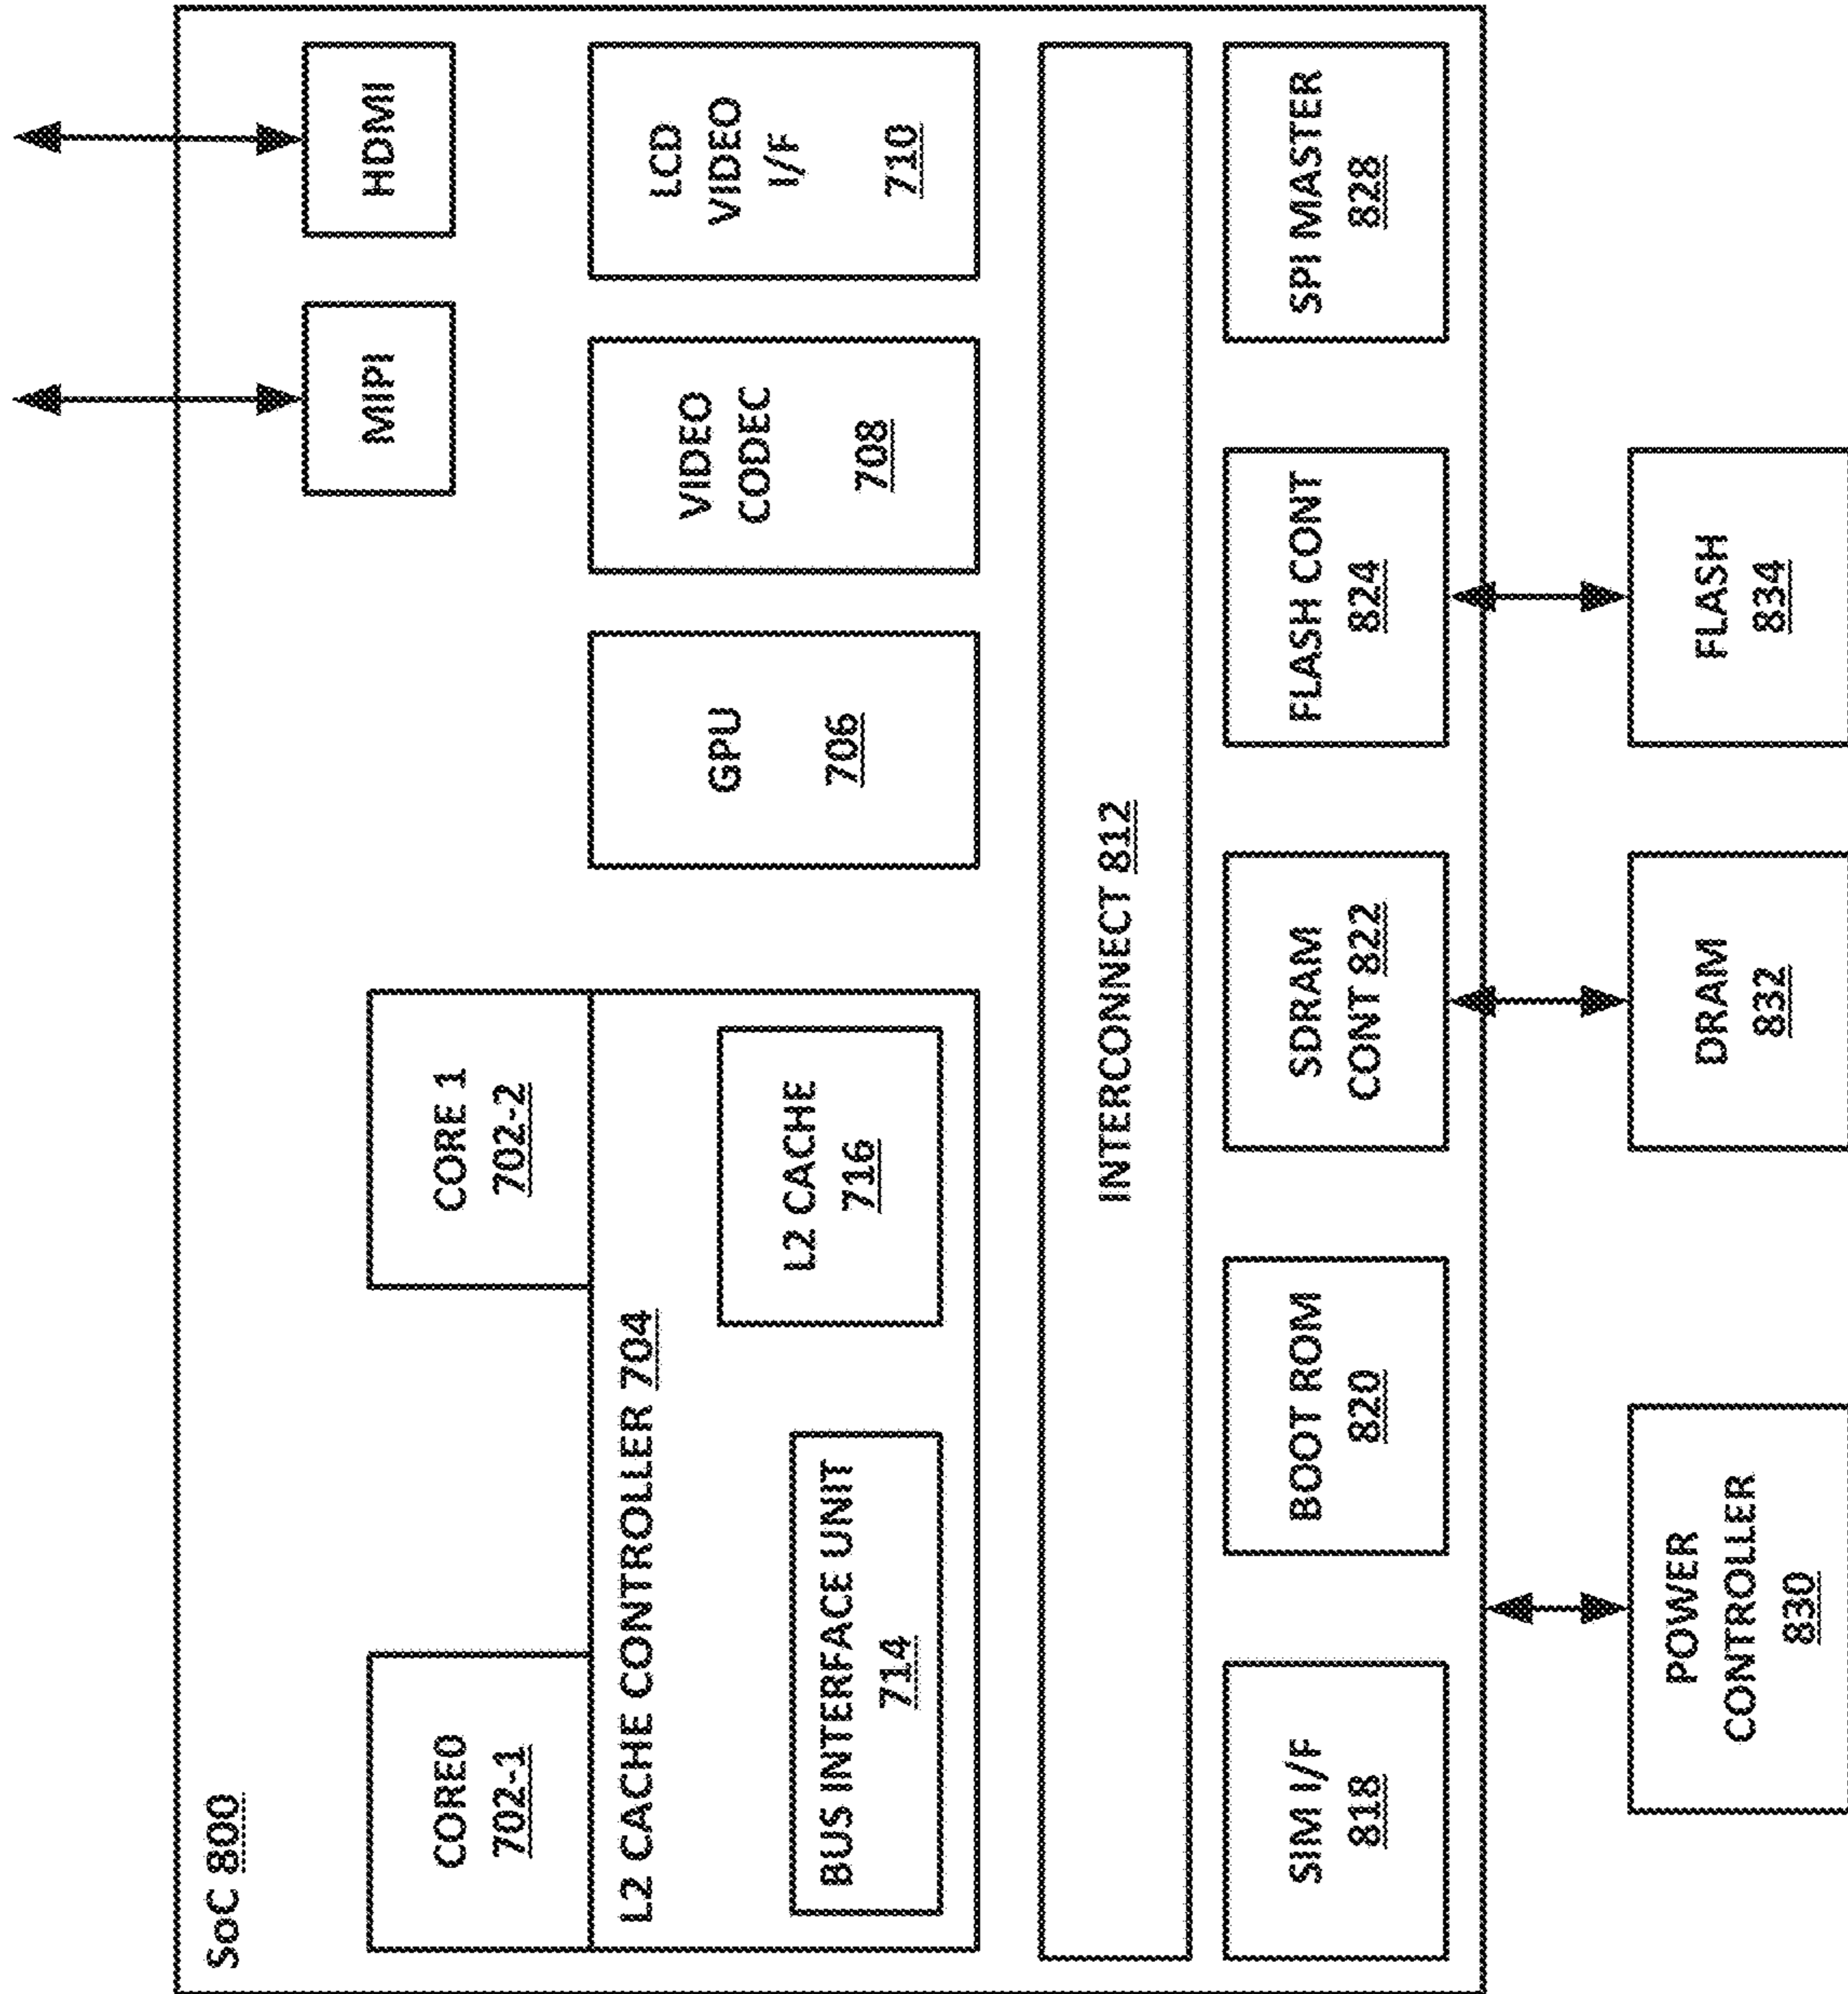 SoC 800
MIPI
HDMI
CORE0
702-1
CORE 1
702-2
L2 CACHE CONTROLLER 704
BUS INTERFACE UNIT
714
L2 CACHE
716
GPU
706
VIDEO
CODEC
708
LCD
VIDEO
I/F
710
INTERCONNECT 812
SIM I/F
818
BOOT ROM
820
SDRAM
CONT 822
FLASH CONT
824
SPI MASTER
828
POWER
CONTROLLER
830
DRAM
832
FLASH
834